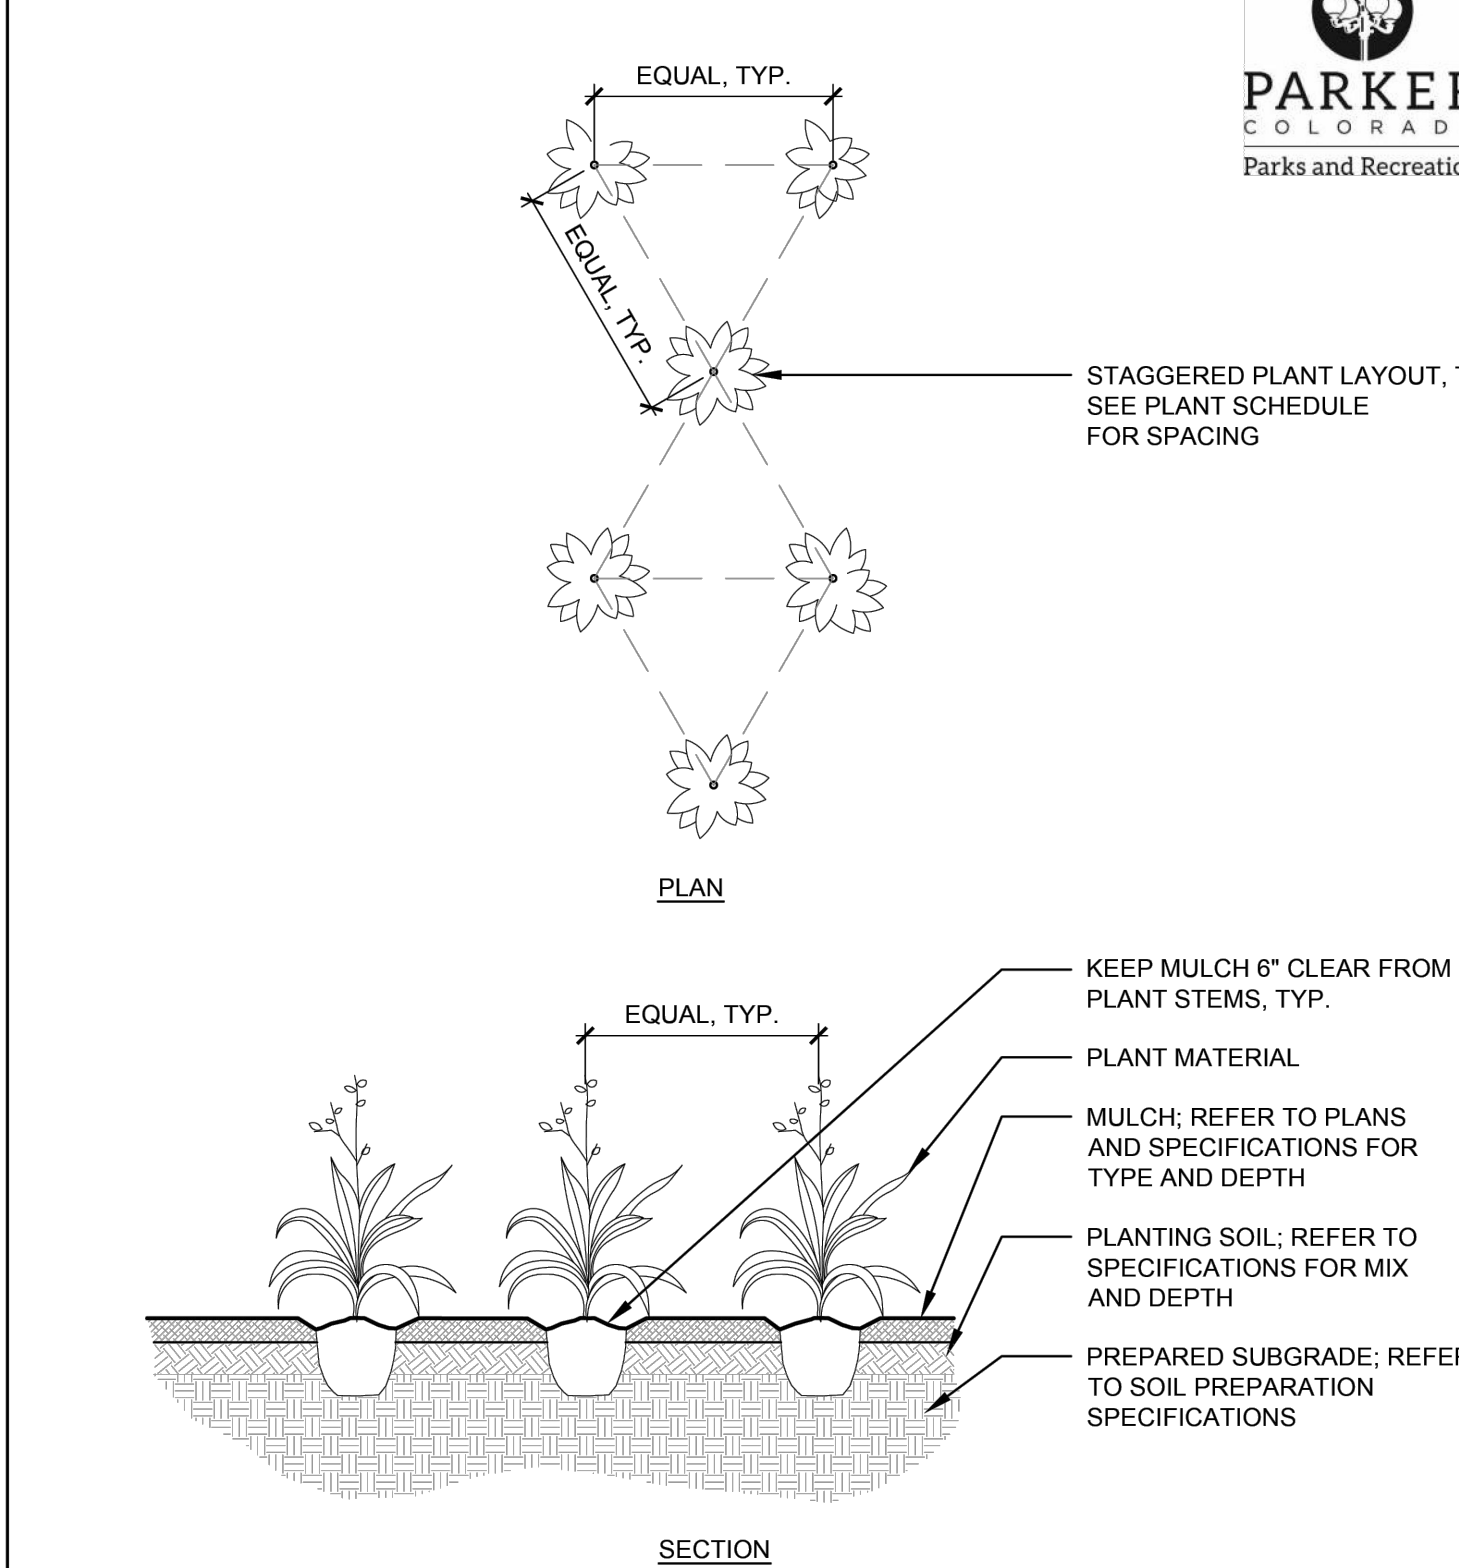 EQUAL, TYP.
PARKER
COLORAD
Parks and Recreatio
EQUAL, TYP.
STAGGERED PLANT LAYOUT,
SEE PLANT SCHEDULE
FOR SPACING
PLAN
KEEP MULCH 6" CLEAR FROM
PLANT STEMS, TYP.
EQUAL, TYP.
PLANT MATERIAL
MULCH; REFER TO PLANS
AND SPECIFICATIONS FOR
TYPE AND DEPTH
PLANTING SOIL; REFER TO
SPECIFICATIONS FOR MIX
AND DEPTH
PREPARED SUBGRADE; REFER
TO SOIL PREPARATION
SPECIFICATIONS
SECTION